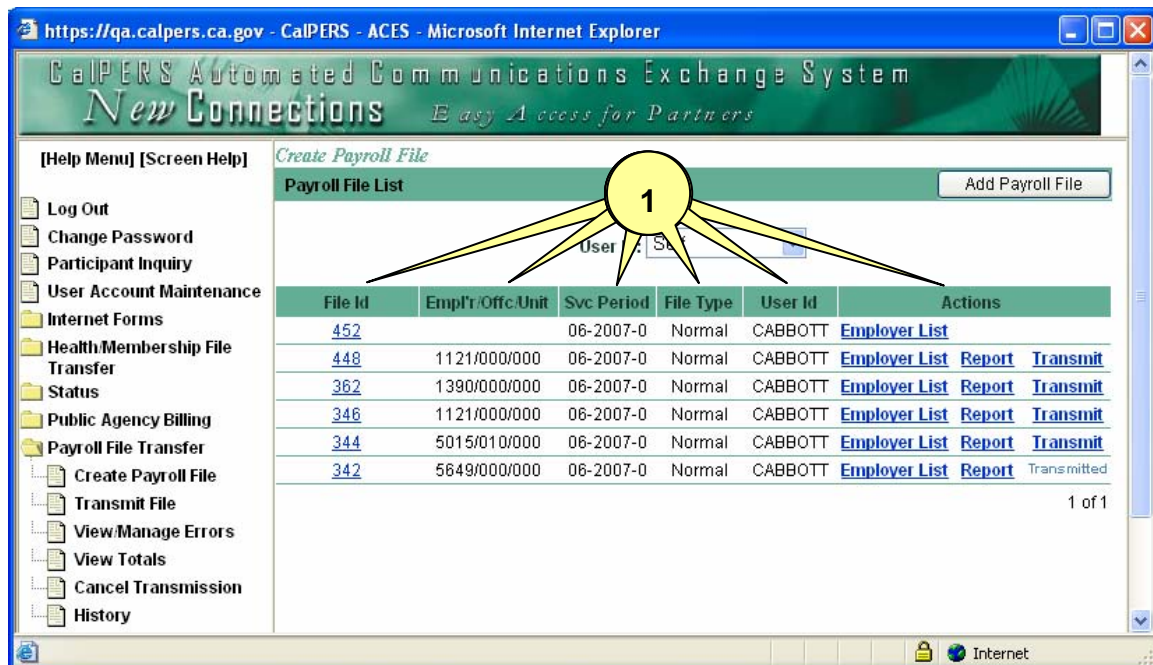 https://qa.calpers.ca.gov - CalPERS - ACES - Microsoft Internet Explorer
CalPERS Automated Communications Exchange System
New Connections Easy Access for Partners
[Help Menu] [Screen Help]
Log Out
Change Password
Participant Inquiry
User Account Maintenance
Internet Forms
Health/Membership File
Transfer
Status
Public Agency Billing
Payroll File Transfer
Create Payroll File
Transmit File
View/Manage Errors
View Totals
Cancel Transmission
History
Create Payroll File
Payroll File List Add Payroll File
1
User
File Id Empl'r/Offc/Unit Svc Period File Type User Id Actions
452 06-2007-0 Normal CABBOTT Employer List
448 1121/000/000 06-2007-0 Normal CABBOTT Employer List Report Transmit
362 1390/000/000 06-2007-0 Normal CABBOTT Employer List Report Transmit
346 1121/000/000 06-2007-0 Normal CABBOTT Employer List Report Transmit
344 5015/010/000 06-2007-0 Normal CABBOTT Employer List Report Transmit
342 5649/000/000 06-2007-0 Normal CABBOTT Employer List Report Transmitted
1 of 1
Internet